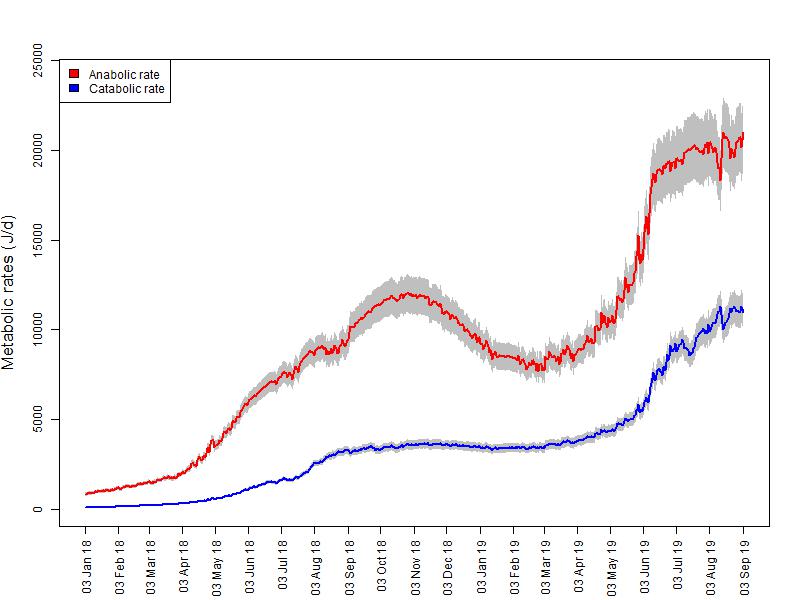 Anabolic rate
Catabolic rate
Metabolic rates (J/d)
25000
20000
15000
10000
5000
0
03 Jan 18
03 Feb 18
03 Mar 18
03 Apr 18
03 May 18
03 Jun 18
03 Jul 18
03 Aug 18
03 Sep 18
03 Oct 18
03 Nov 18
03 Dec 18
03 Jan 19
03 Feb 19
03 Mar 19
03 Apr 19
03 May 19
03 Jun 19
03 Jul 19
03 Aug 19
03 Sep 19